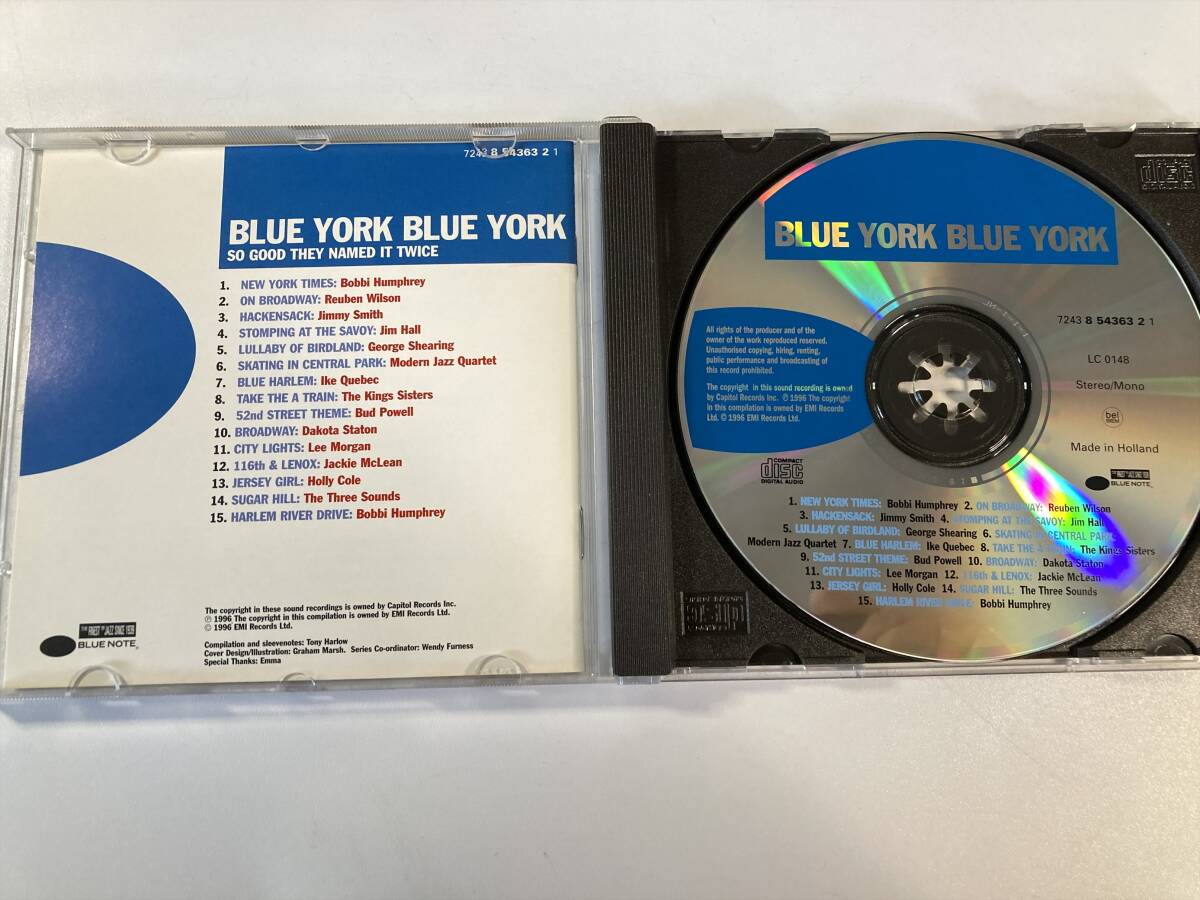 7243 8 54363 2 1
BLUE YORK BLUE YORK
SO GOOD THEY NAMED IT TWICE
1. NEW YORK TIMES: Bobbi Humphrey
2. ON BROADWAY: Reuben Wilson
3. HACKENSACK: Jimmy Smith
4. STOMPING AT THE SAVOY: Jim Hall
5. LULLABY OF BIRDLAND: George Shearing
6. SKATING IN CENTRAL PARK: Modern Jazz Quartet
7. BLUE HARLEM: Ike Quebec
8. TAKE THE A TRAIN: The Kings Sisters
9. 52nd STREET THEME: Bud Powell
10. BROADWAY: Dakota Staton
11. CITY LIGHTS: Lee Morgan
12. 116th & LENOX: Jackie McLean
13. JERSEY GIRL: Holly Cole
14. SUGAR HILL: The Three Sounds
15. HARLEM RIVER DRIVE: Bobbi Humphrey
The copyright in these sound recordings is owned by Capitol Records Inc.
℗ 1996 The copyright in this compilation is owned by EMI Records Ltd.
© 1996 EMI Records Ltd.
THE FINEST IN JAZZ SINCE 1939
BLUE NOTE
Compilation and sleevenotes: Tony Harlow
Cover Design/Illustration: Graham Marsh. Series Co-ordinator: Wendy Furness
Special Thanks: Emma
BLUE YORK BLUE YORK
All rights of the producer and of the
owner of the work reproduced reserved.
Unauthorised copying, hiring, renting,
public performance and broadcasting of
this record prohibited.
The copyright in this sound recording is owned
by Capitol Records Inc. ℗ 1996 The copyright
in this compilation is owned by EMI Records
Ltd. © 1996 EMI Records Ltd.
7243 8 54363 2 1
LC 0148
Stereo/Mono
bel
BIEM
Made in Holland
BLUE NOTE
COMPACT
disc
DIGITAL AUDIO
1. NEW YORK TIMES: Bobbi Humphrey 2. ON BROADWAY: Reuben Wilson
3. HACKENSACK: Jimmy Smith 4. STOMPING AT THE SAVOY: Jim Hall
5. LULLABY OF BIRDLAND: George Shearing 6. SKATING IN CENTRAL PARK:
Modern Jazz Quartet 7. BLUE HARLEM: Ike Quebec 8. TAKE THE A TRAIN: The Kings Sisters
9. 52nd STREET THEME: Bud Powell 10. BROADWAY: Dakota Staton
11. CITY LIGHTS: Lee Morgan 12. 116th & LENOX: Jackie McLean
13. JERSEY GIRL: Holly Cole 14. SUGAR HILL: The Three Sounds
15. HARLEM RIVER DRIVE: Bobbi Humphrey
disc
disc